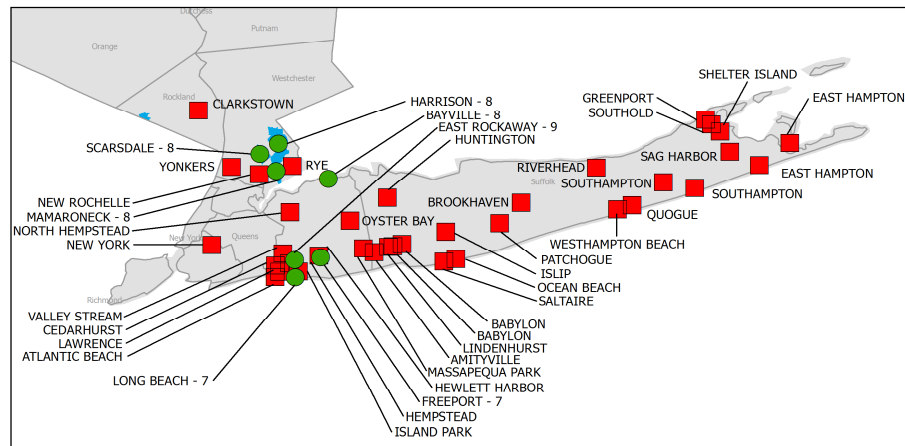 Orange
Putnam
Westchester
Rockland
SHELTER ISLAND
CLARKSTOWN
HARRISON - 8
GREENPORT
EAST HAMPTON
BAYVILLE - 8
SOUTHOLD
EAST ROCKAWAY - 9
HUNTINGTON
SCARSDALE - 8
SAG HARBOR
YONKERS
RYE
RIVERHEAD
EAST HAMPTON
Suffolk
SOUTHAMPTON
SOUTHAMPTON
NEW ROCHELLE
BROOKHAVEN
MAMARONECK - 8
QUOGUE
OYSTER BAY
NORTH HEMPSTEAD
New York
Queens
NEW YORK
WESTHAMPTON BEACH
PATCHOGUE
ISLIP
OCEAN BEACH
Richmond
SALTAIRE
VALLEY STREAM
BABYLON
CEDARHURST
BABYLON
LAWRENCE
LINDENHURST
ATLANTIC BEACH
AMITYVILLE
MASSAPEQUA PARK
LONG BEACH - 7
HEWLETT HARBOR
FREEPORT - 7
HEMPSTEAD
ISLAND PARK